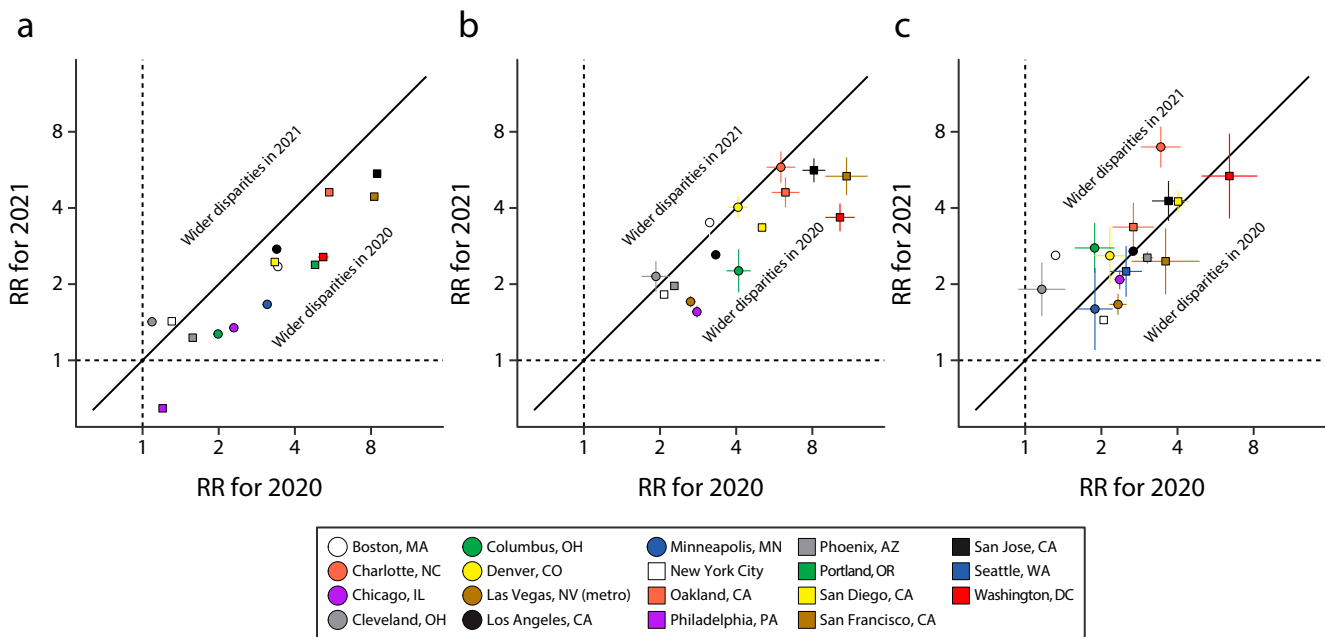 a
RR for 2021
8
4
2
1
Wider disparities in 2021
Wider disparities in 2020
1
2
4
8
RR for 2020
b
RR for 2021
8
4
2
1
Wider disparities in 2021
Wider disparities in 2020
1
2
4
8
RR for 2020
c
RR for 2021
8
4
2
1
Wider disparities in 2021
Wider disparities in 2020
1
2
4
8
RR for 2020
Boston, MA
Charlotte, NC
Chicago, IL
Cleveland, OH
Columbus, OH
Denver, CO
Las Vegas, NV (metro)
Los Angeles, CA
Minneapolis, MN
New York City
Oakland, CA
Philadelphia, PA
Phoenix, AZ
Portland, OR
San Diego, CA
San Francisco, CA
San Jose, CA
Seattle, WA
Washington, DC